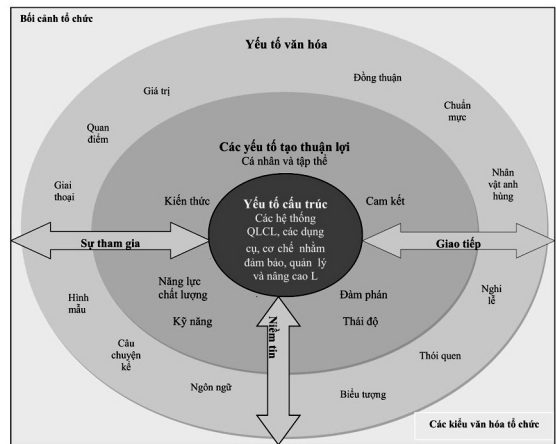 Bối cảnh tổ chức
Yếu tố văn hóa
Giá trị
Đồng thuận
Chuẩn
mực
Quan
điểm
Các yếu tố tạo thuận lợi
Cá nhân và tập thể
Giai
thoại
Nhân
vật anh
hùng
Kiến thức
Cam kết
Yếu tố cấu trúc
Các hệ thống
QLCL, các dụng
cụ, cơ chế nhằm
đảm bảo, quản lý
và nâng cao L
Sự tham gia
Giao tiếp
Năng lực
chất lượng
Đàm phán
Kỹ năng
Thái độ
Niềm tin
Hình
mẫu
Nghi
lễ
Câu
chuyện
kể
Thói quen
Ngôn ngữ
Biểu tượng
Các kiểu văn hóa tổ chức